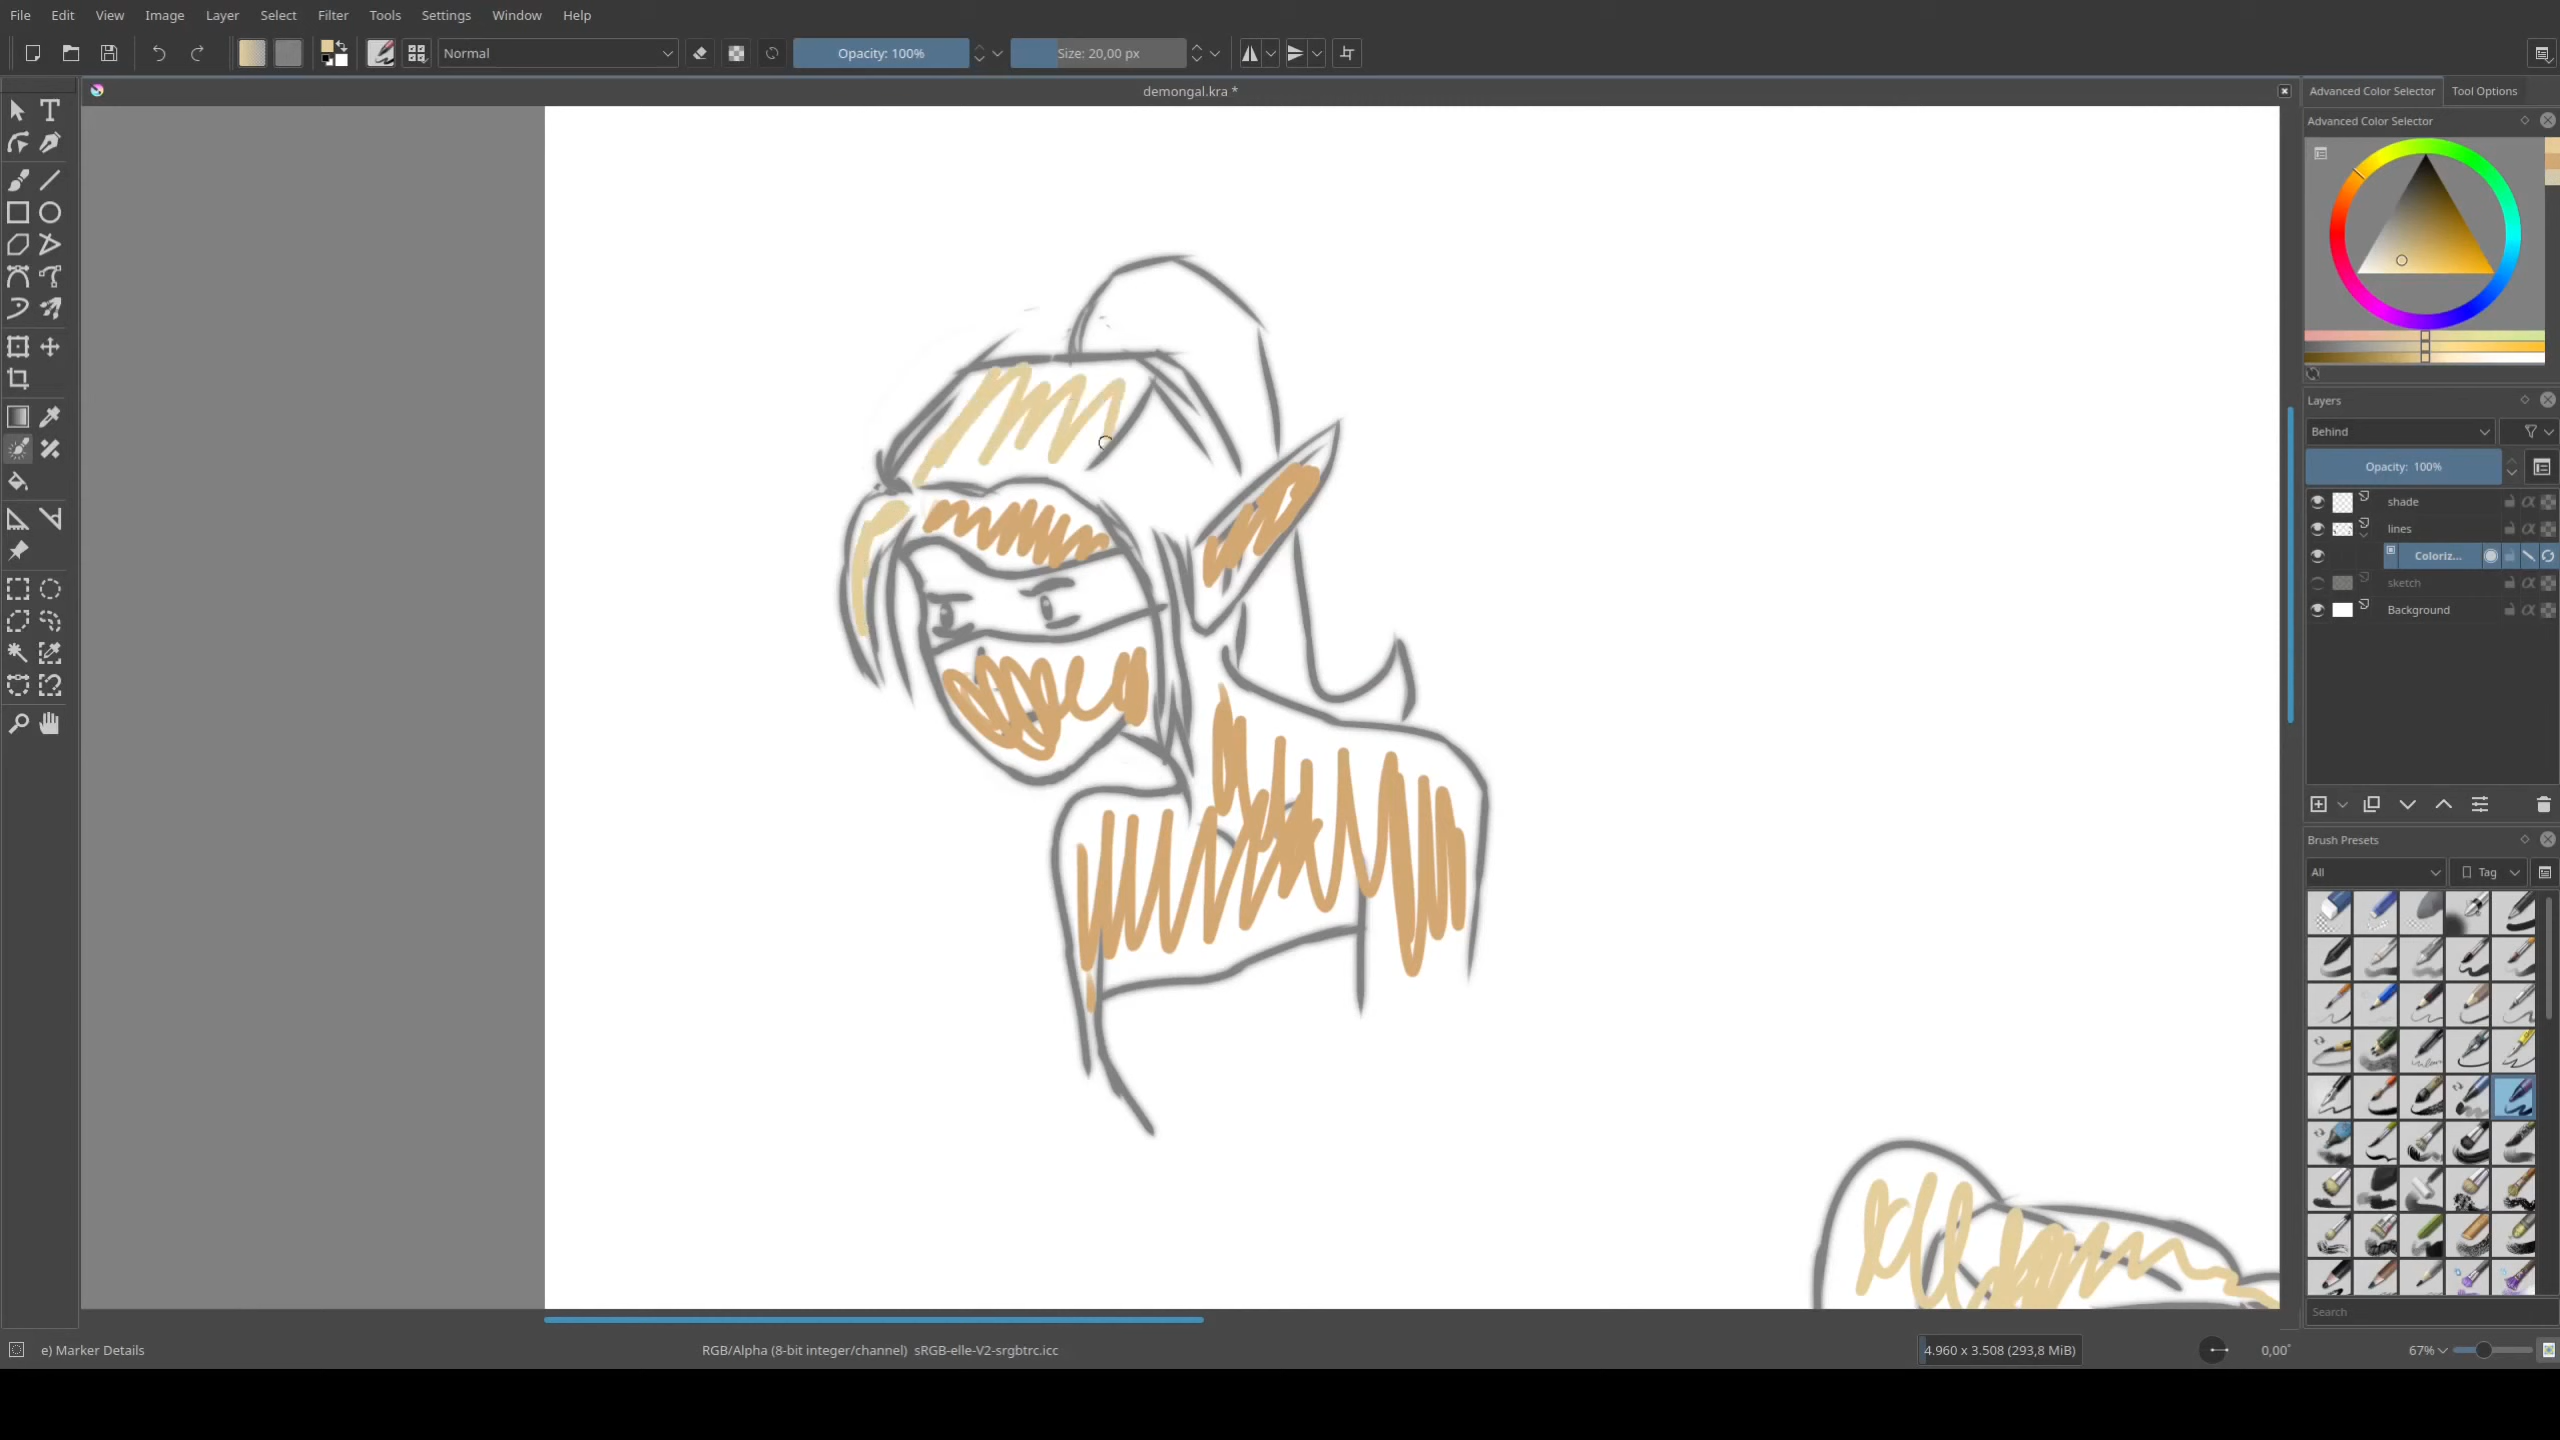 File Edit View Image Layer Select Filter Tools Settings Window Help
Normal Opacity: 100% Size: 20,00 px
demongal.kra *
Advanced Color Selector Tool Options
Advanced Color Selector
Layers
Behind
Opacity: 100%
shade
lines
Coloriz...
sketch
Background
Brush Presets
All Tag
Search
e) Marker Details RGB/Alpha (8-bit integer/channel) sRGB-elle-V2-srgbtrc.icc 4.960 x 3.508 (293,8 MiB) 0,00° 67%